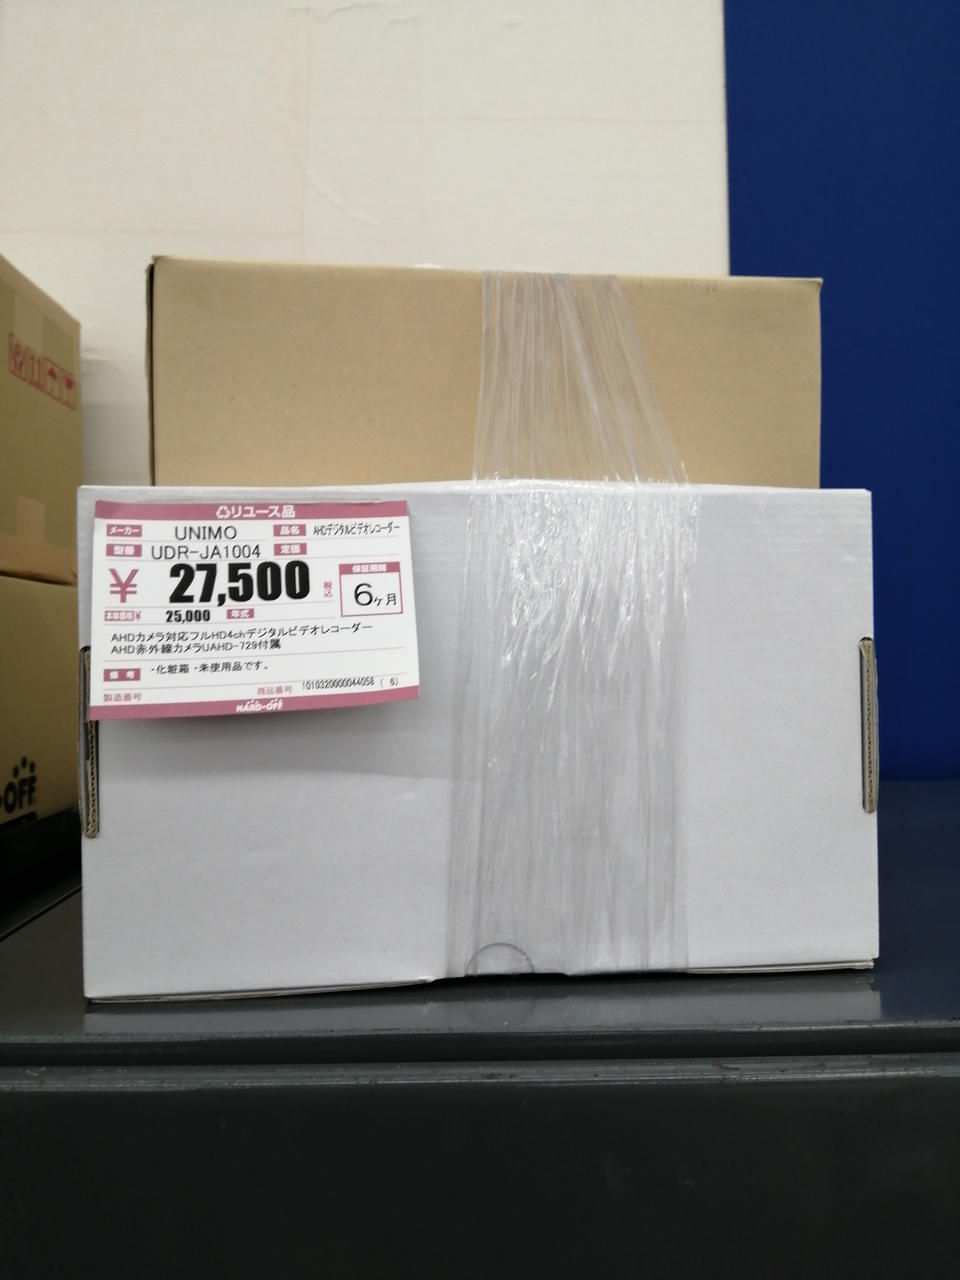 リユース品
メーカー UNIMO 品名 AHDデジタルビデオレコーダー
型番 UDR-JA1004 定価
¥ 27,500 税込 保証期間 6ヶ月
本体価格¥ 25,000 年式
AHDカメラ対応フルHD4chデジタルビデオレコーダー
AHD赤外線カメラUAHD-729付属
備考 ・化粧箱 ・未使用品です。
製造番号 商品番号 1010320000044058 ( 6)
HARD-OFF
OFF